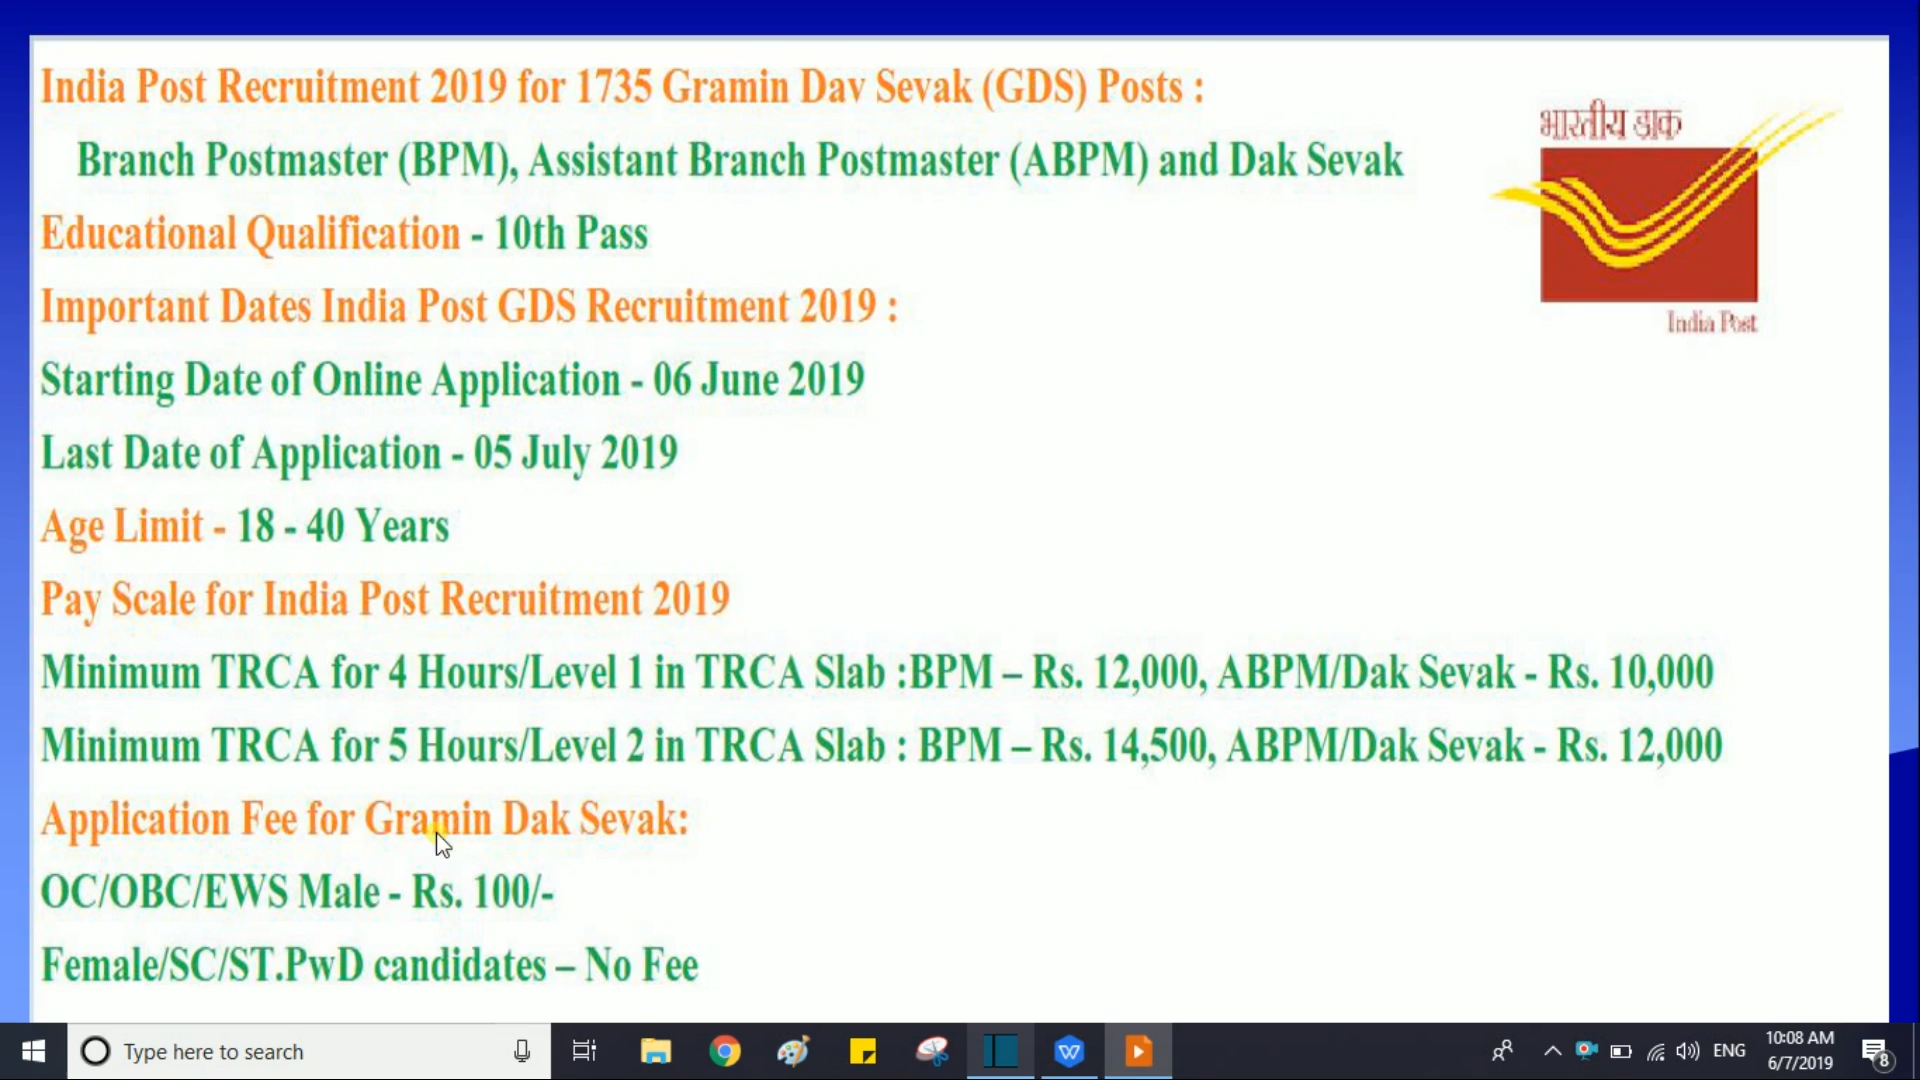 India Post Recruitment 2019 for 1735 Gramin Dav Sevak (GDS) Posts :
Branch Postmaster (BPM), Assistant Branch Postmaster (ABPM) and Dak Sevak
Educational Qualification - 10th Pass
Important Dates India Post GDS Recruitment 2019 :
Starting Date of Online Application - 06 June 2019
Last Date of Application - 05 July 2019
Age Limit - 18 - 40 Years
Pay Scale for India Post Recruitment 2019
Minimum TRCA for 4 Hours/Level 1 in TRCA Slab :BPM – Rs. 12,000, ABPM/Dak Sevak - Rs. 10,000
Minimum TRCA for 5 Hours/Level 2 in TRCA Slab : BPM – Rs. 14,500, ABPM/Dak Sevak - Rs. 12,000
Application Fee for Gramin Dak Sevak:
OC/OBC/EWS Male - Rs. 100/-
Female/SC/ST.PwD candidates – No Fee
भारतीय डाक
India Post
Type here to search
ENG
10:08 AM
6/7/2019
8